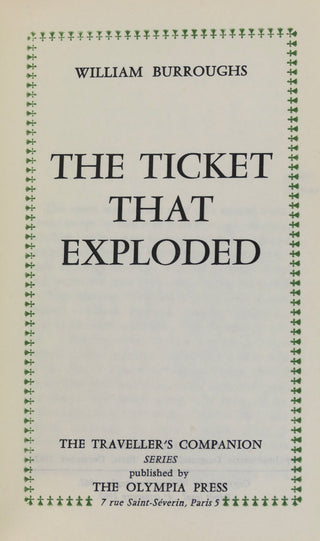 WILLIAM BURROUGHS
THE TICKET
THAT
EXPLODED
THE TRAVELLER'S COMPANION
SERIES
published by
THE OLYMPIA PRESS
7 rue Saint-Séverin, Paris 5